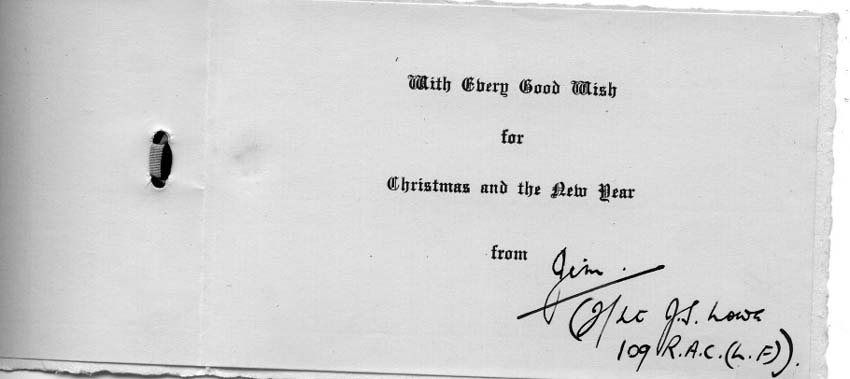 With Every Good Wish
for
Christmas and the New Year
from Jim.
(J/Lt J.S. Lowe
109 R.A.C. (L.F)).